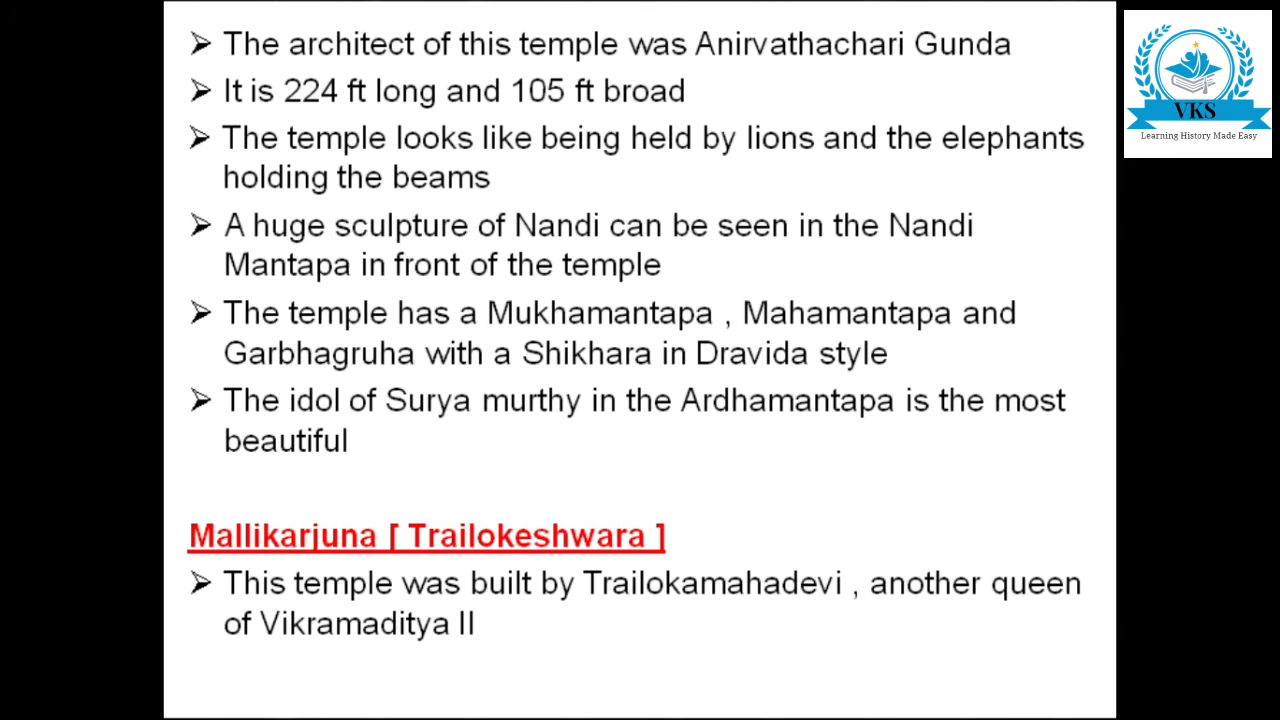 ➢ The architect of this temple was Anirvathachari Gunda
➢ It is 224 ft long and 105 ft broad
➢ The temple looks like being held by lions and the elephants
holding the beams
➢ A huge sculpture of Nandi can be seen in the Nandi
Mantapa in front of the temple
➢ The temple has a Mukhamantapa , Mahamantapa and
Garbhagruha with a Shikhara in Dravida style
➢ The idol of Surya murthy in the Ardhamantapa is the most
beautiful
Mallikarjuna [ Trailokeshwara ]
➢ This temple was built by Trailokamahadevi , another queen
of Vikramaditya II
VKS
Learning History Made Easy